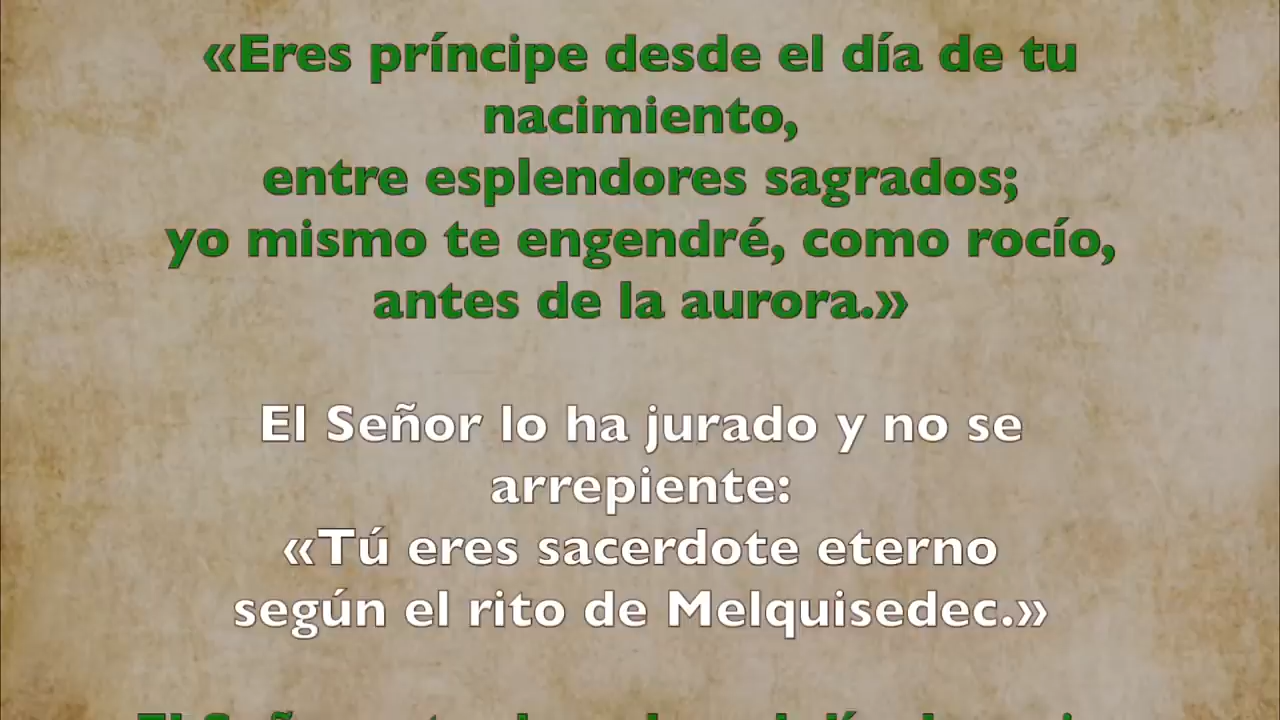 «Eres príncipe desde el día de tu
nacimiento,
entre esplendores sagrados;
yo mismo te engendré, como rocío,
antes de la aurora.»
El Señor lo ha jurado y no se
arrepiente:
«Tú eres sacerdote eterno
según el rito de Melquisedec.»
El Señor